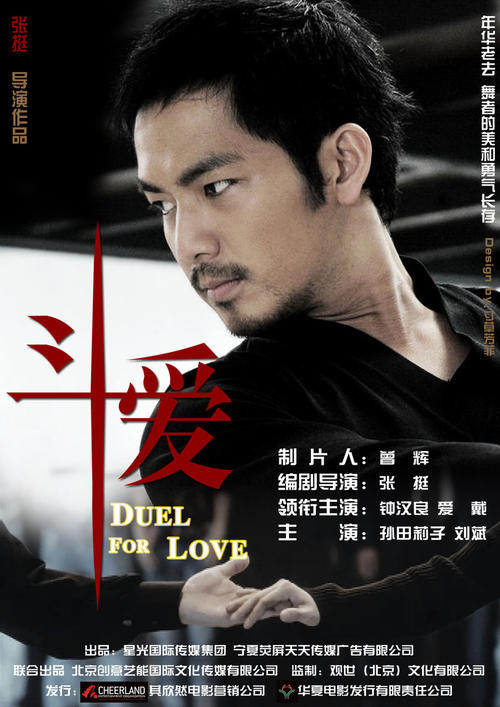 张挺
导演作品
年华老去 舞者的美和勇气长存
斗爱
DUEL
FOR LOVE
制片人：曾 辉
编剧导演：张 挺
领衔主演：钟汉良 爱 戴
主 演：孙田莉子 刘斌
出品：星光国际传媒集团 宁夏荧屏天天传媒广告有限公司
联合出品 北京创意艺能国际文化传媒有限公司 监制：观世（北京）文化有限公司
发行： CHEERLAND 其欣然电影营销公司 华夏电影发行有限责任公司